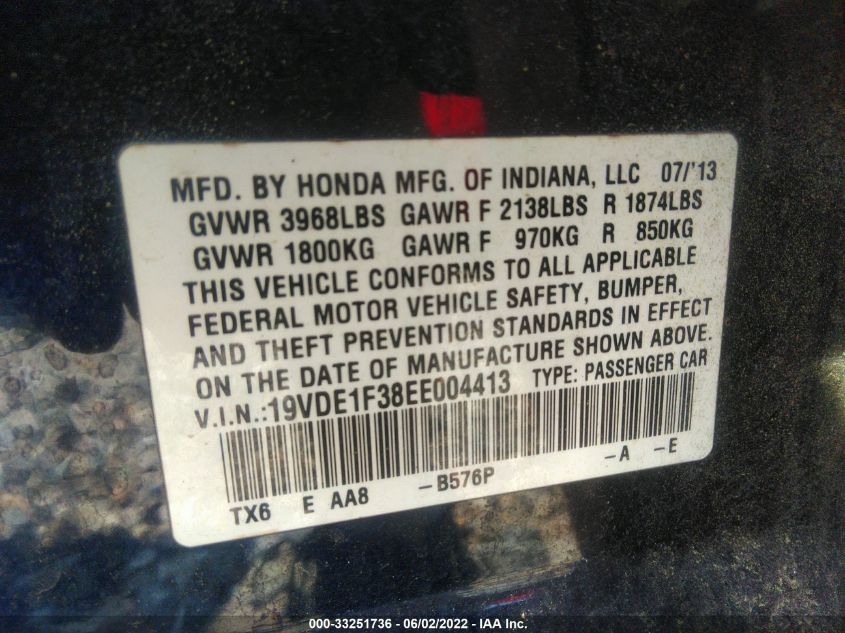 MFD. BY HONDA MFG. OF INDIANA, LLC 07/'13
GVWR 3968LBS GAWR F 2138LBS R 1874LBS
GVWR 1800KG GAWR F 970KG R 850KG
THIS VEHICLE CONFORMS TO ALL APPLICABLE
FEDERAL MOTOR VEHICLE SAFETY, BUMPER,
AND THEFT PREVENTION STANDARDS IN EFFECT
ON THE DATE OF MANUFACTURE SHOWN ABOVE.
V.I.N.:19VDE1F38EE004413 TYPE: PASSENGER CAR
TX6 E AA8 -B576P -A -E
000-33251736 - 06/02/2022 - IAA Inc.